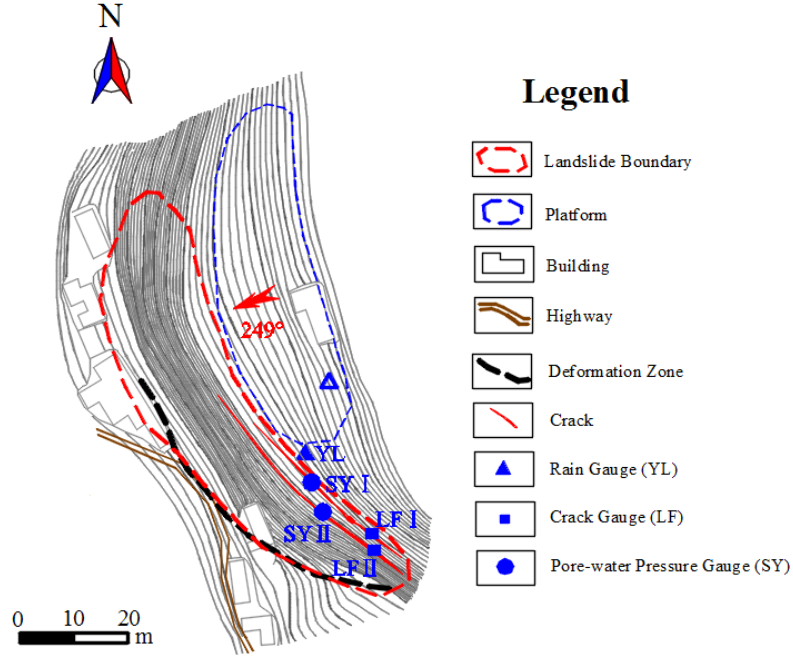 N
Legend
Landslide Boundary
Platform
Building
249°
Highway
Deformation Zone
Crack
YL
Rain Gauge (YL)
SY I
LF I
SY II
Crack Gauge (LF)
LF II
Pore-water Pressure Gauge (SY)
0 10 20
m